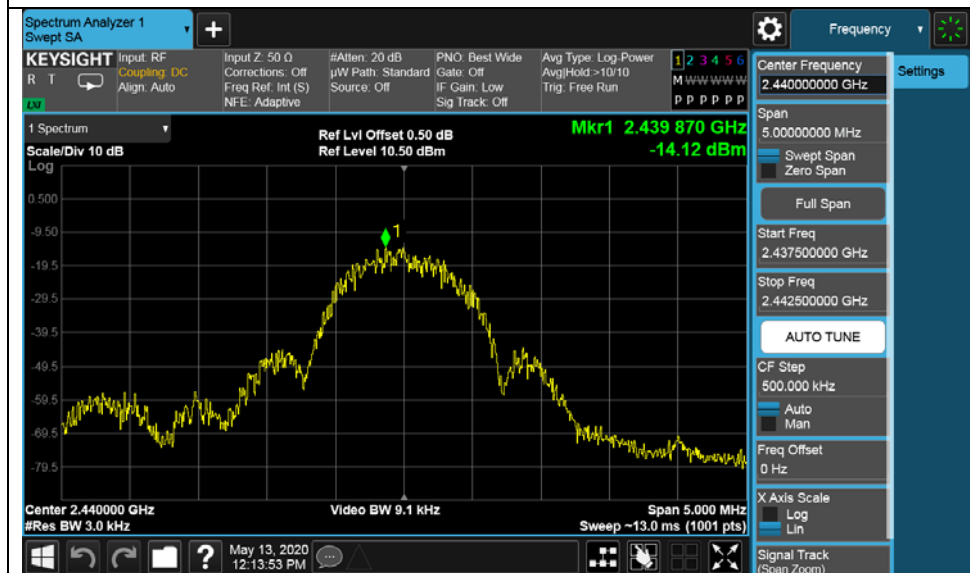 Spectrum Analyzer 1
Swept SA
+
Frequency
KEYSIGHT
R T
LXI
Input: RF
Coupling: DC
Align: Auto
Input Z: 50 Ω
Corrections: Off
Freq Ref: Int (S)
NFE: Adaptive
#Atten: 20 dB
µW Path: Standard
Source: Off
PNO: Best Wide
Gate: Off
IF Gain: Low
Sig Track: Off
Avg Type: Log-Power
Avg|Hold:>10/10
Trig: Free Run
1 2 3 4 5 6
M W W W W W
P P P P P P
1 Spectrum
Scale/Div 10 dB
Ref Lvl Offset 0.50 dB
Ref Level 10.50 dBm
Mkr1 2.439 870 GHz
-14.12 dBm
Log
0.500
-9.50
-19.5
-29.5
-39.5
-49.5
-59.5
-69.5
-79.5
1
Center 2.440000 GHz
#Res BW 3.0 kHz
Video BW 9.1 kHz
Span 5.000 MHz
Sweep ~13.0 ms (1001 pts)
Center Frequency
2.440000000 GHz
Settings
Span
5.00000000 MHz
Swept Span
Zero Span
Full Span
Start Freq
2.437500000 GHz
Stop Freq
2.442500000 GHz
AUTO TUNE
CF Step
500.000 kHz
Auto
Man
Freq Offset
0 Hz
X Axis Scale
Log
Lin
Signal Track
(Span Zoom)
?
May 13, 2020
12:13:53 PM